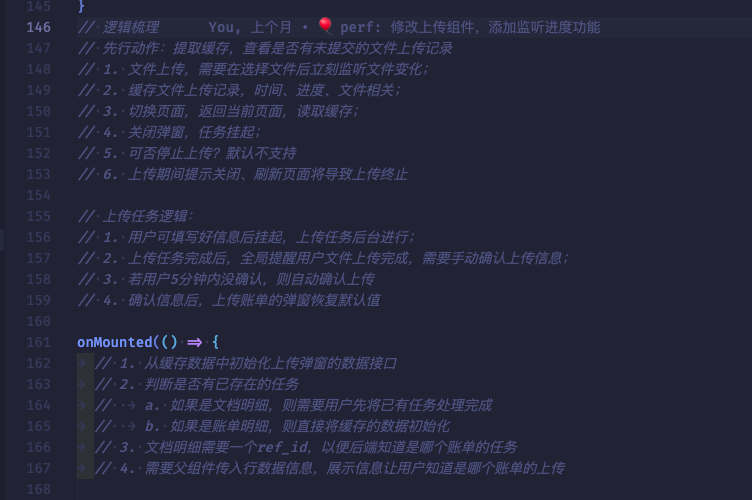 145 }
146 // 逻辑梳理 You, 上个月 • 🎈 perf: 修改上传组件，添加监听进度功能
147 // 先行动作：提取缓存，查看是否有未提交的文件上传记录
148 // 1. 文件上传，需要在选择文件后立刻监听文件变化；
149 // 2. 缓存文件上传记录，时间、进度、文件相关；
150 // 3. 切换页面，返回当前页面，读取缓存；
151 // 4. 关闭弹窗，任务挂起；
152 // 5. 可否停止上传？默认不支持
153 // 6. 上传期间提示关闭、刷新页面将导致上传终止
154
155 // 上传任务逻辑：
156 // 1. 用户可填写好信息后挂起，上传任务后台进行；
157 // 2. 上传任务完成后，全局提醒用户文件上传完成，需要手动确认上传信息；
158 // 3. 若用户5分钟内没确认，则自动确认上传
159 // 4. 确认信息后，上传账单的弹窗恢复默认值
160
161 onMounted(() => {
162 // 1. 从缓存数据中初始化上传弹窗的数据接口
163 // 2. 判断是否有已存在的任务
164 // → a. 如果是文档明细，则需要用户先将已有任务处理完成
165 // → b. 如果是账单明细，则直接将缓存的数据初始化
166 // 3. 文档明细需要一个ref_id，以便后端知道是哪个账单的任务
167 // 4. 需要父组件传入行数据信息，展示信息让用户知道是哪个账单的上传
168